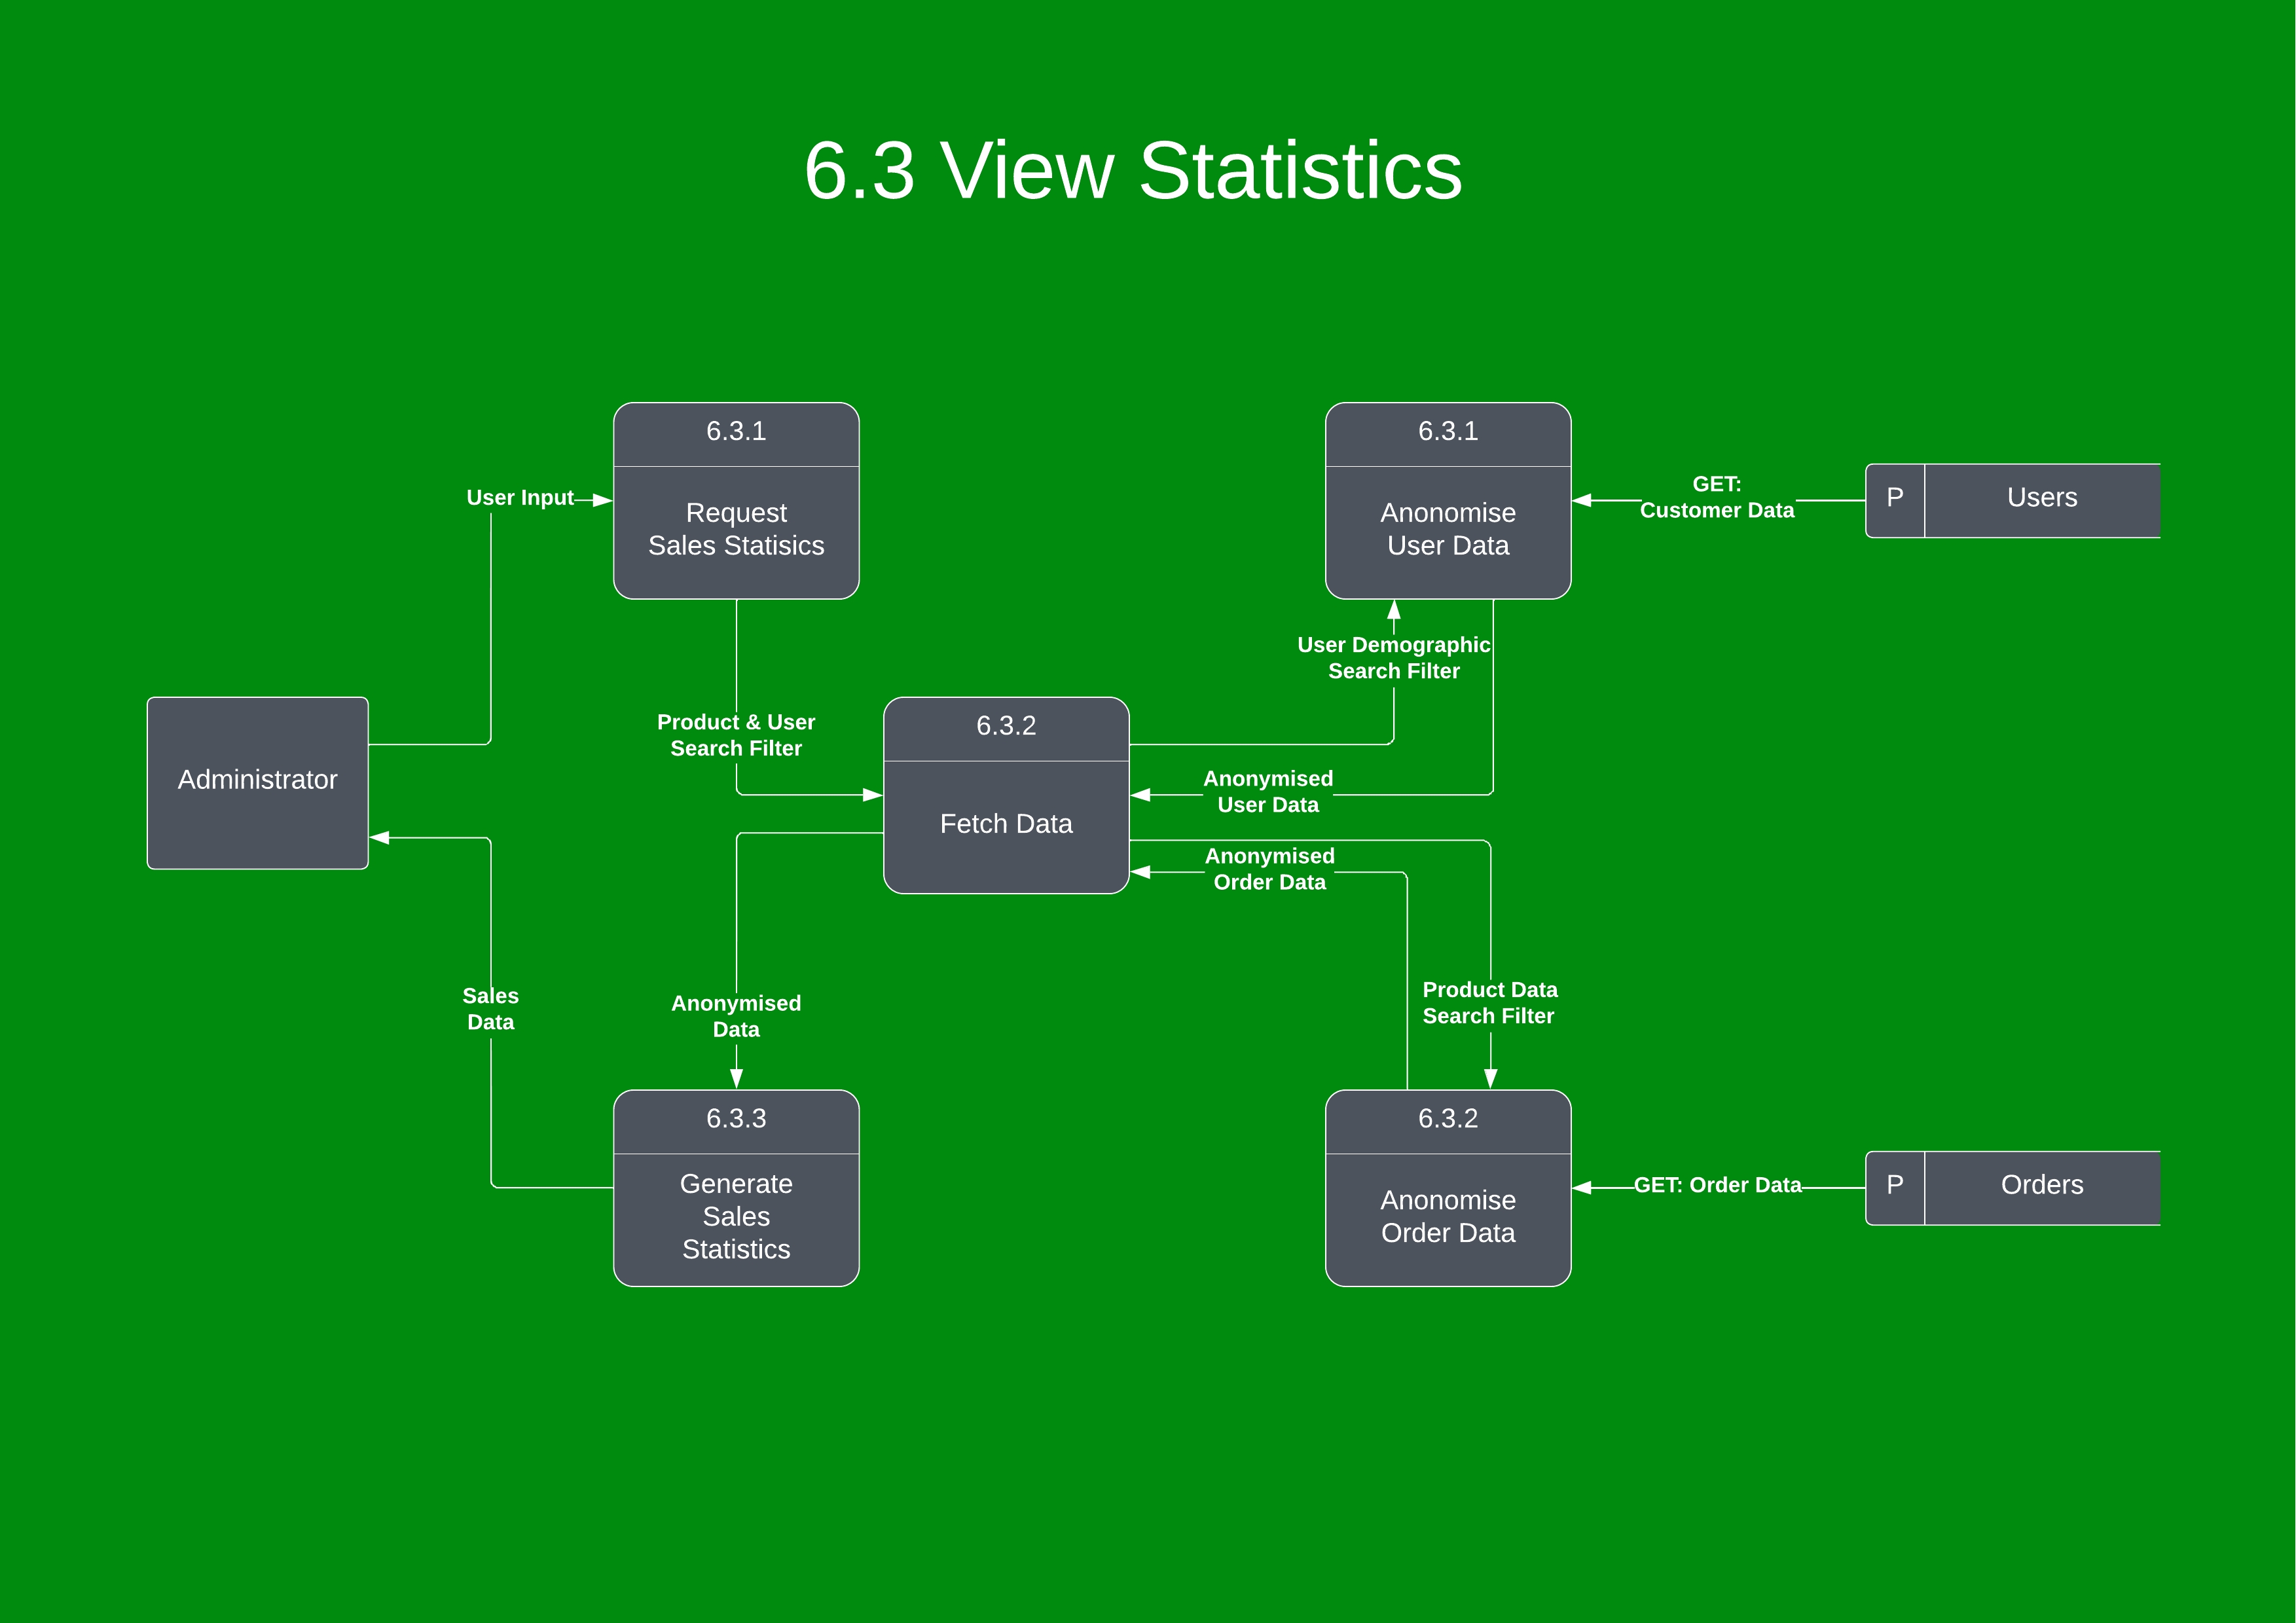 6.3 View Statistics
6.3.1
Request
Sales Statisics
6.3.1
Anonomise
User Data
GET:
Customer Data
P
Users
User Input
User Demographic
Search Filter
Product & User
Search Filter
6.3.2
Fetch Data
Administrator
Anonymised
User Data
Anonymised
Order Data
Sales
Data
Anonymised
Data
Product Data
Search Filter
6.3.3
Generate
Sales
Statistics
6.3.2
Anonomise
Order Data
GET: Order Data
P
Orders